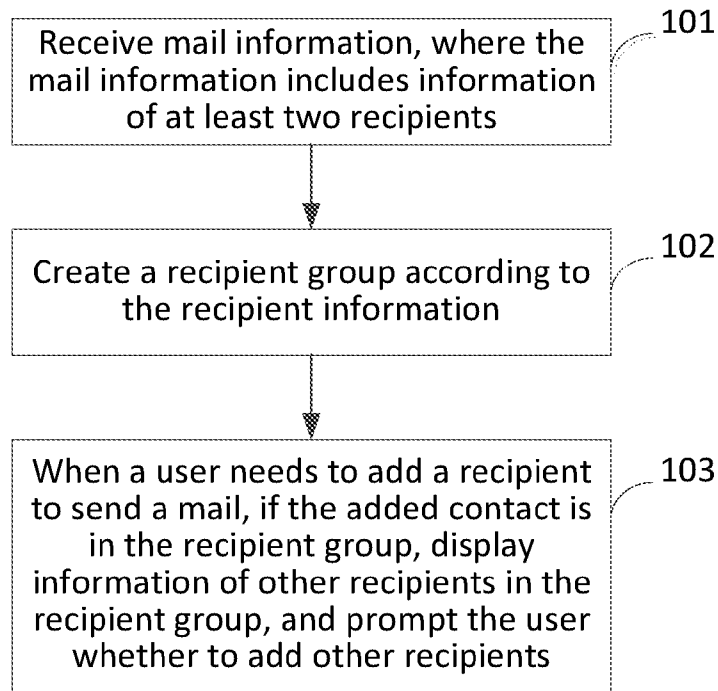 Receive mail information, where the
mail information includes information
of at least two recipients
101
Create a recipient group according to
the recipient information
102
When a user needs to add a recipient
to send a mail, if the added contact is
in the recipient group, display
information of other recipients in the
recipient group, and prompt the user
whether to add other recipients
103